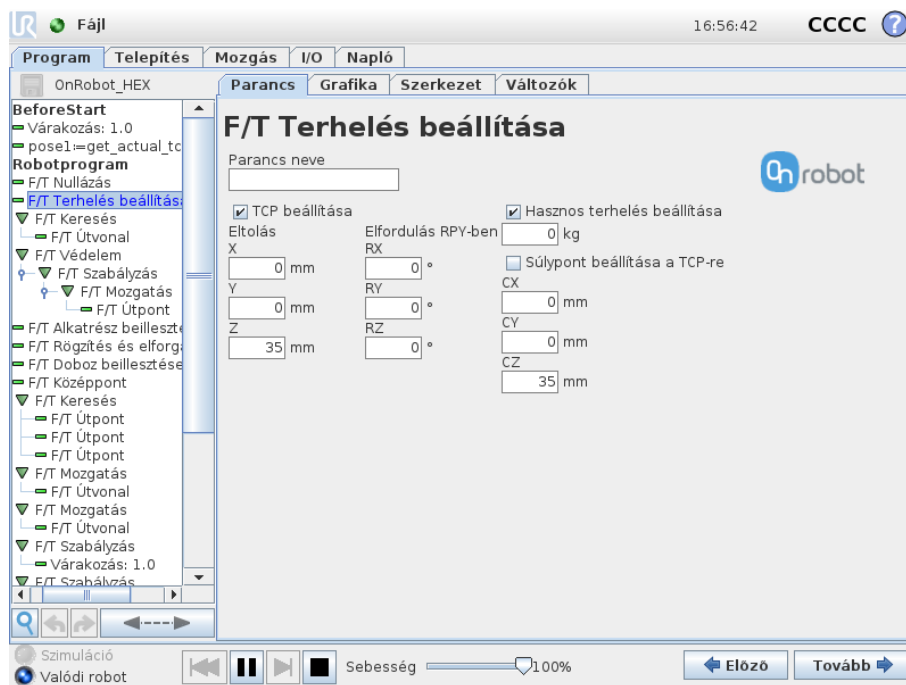 UR Fájl 16:56:42 CCCC ?
Program Telepítés Mozgás I/O Napló
OnRobot_HEX
Parancs Grafika Szerkezet Változók
BeforeStart
Várakozás: 1.0
pose1≔get_actual_tc
Robotprogram
F/T Nullázás
F/T Terhelés beállítás
F/T Keresés
F/T Útvonal
F/T Védelem
F/T Szabályzás
F/T Mozgatás
F/T Útpont
F/T Alkatrész beilleszté
F/T Rögzítés és elforga
F/T Doboz beillesztése
F/T Középpont
F/T Keresés
F/T Útpont
F/T Útpont
F/T Útpont
F/T Mozgatás
F/T Útvonal
F/T Mozgatás
F/T Útvonal
F/T Szabályzás
Várakozás: 1.0
F/T Szabályzás
F/T Terhelés beállítása
Parancs neve
On robot
TCP beállítása
Eltolás
X
0 mm
Y
0 mm
Z
35 mm
Elfordulás RPY-ben
RX
0 °
RY
0 °
RZ
0 °
Hasznos terhelés beállítása
0 kg
Súlypont beállítása a TCP-re
CX
0 mm
CY
0 mm
CZ
35 mm
Szimuláció
Valódi robot
Sebesség 100%
Előző Tovább